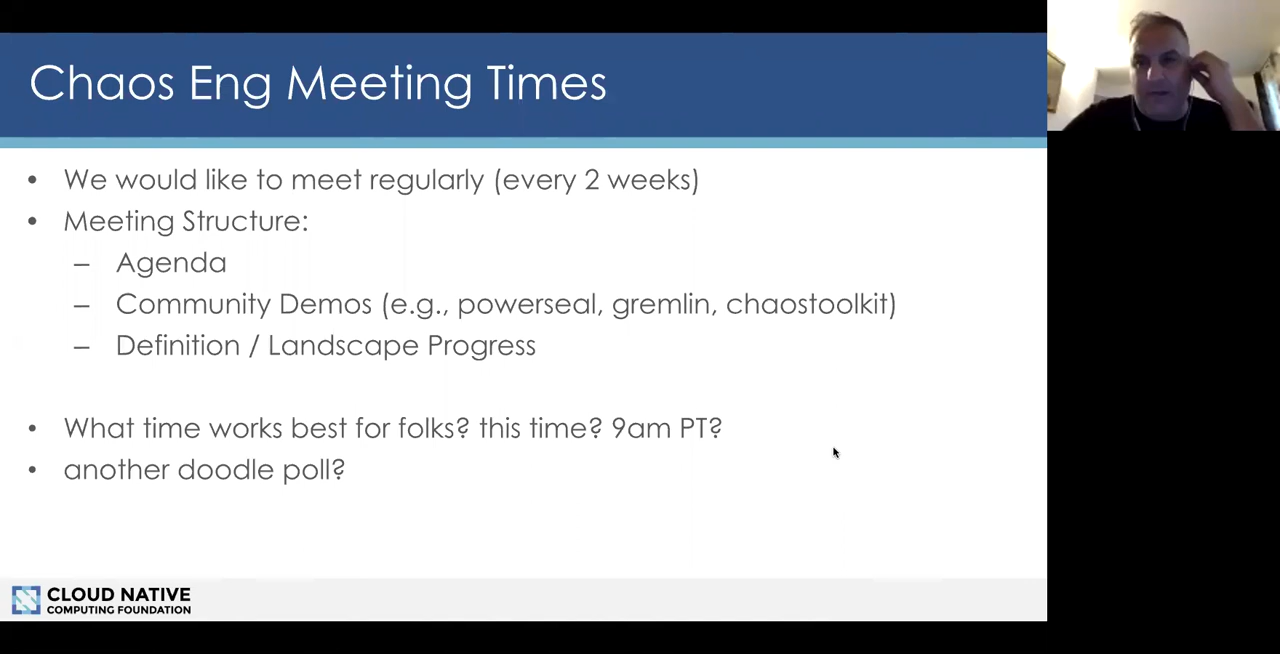 Chaos Eng Meeting Times
• We would like to meet regularly (every 2 weeks)
• Meeting Structure:
– Agenda
– Community Demos (e.g., powerseal, gremlin, chaostoolkit)
– Definition / Landscape Progress
• What time works best for folks? this time? 9am PT?
• another doodle poll?
CLOUD NATIVE
COMPUTING FOUNDATION